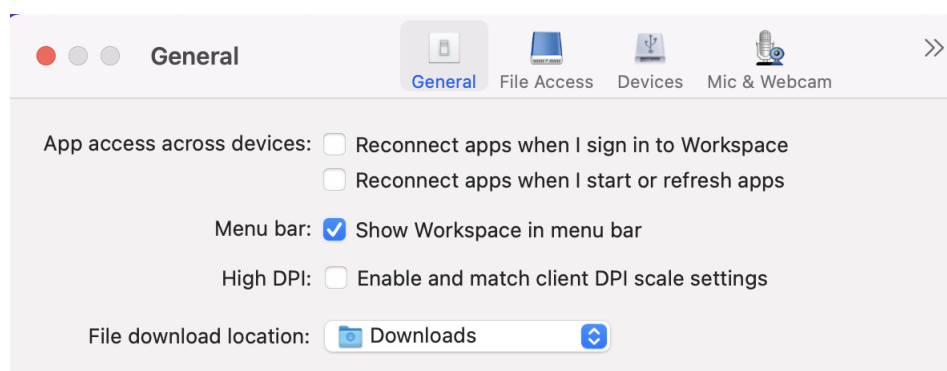 General
General
File Access
Devices
Mic & Webcam
App access across devices: Reconnect apps when I sign in to Workspace
Reconnect apps when I start or refresh apps
Menu bar: Show Workspace in menu bar
High DPI: Enable and match client DPI scale settings
File download location: Downloads